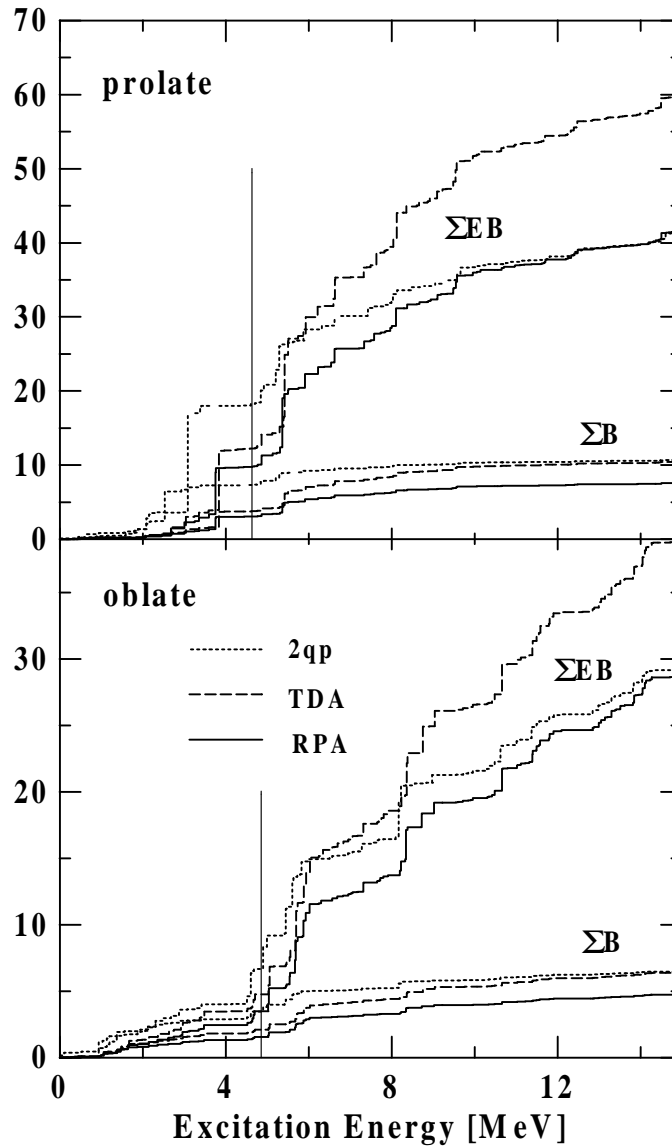 70
prolate
60
50
ΣEB
40
30
20
ΣB
10
0
oblate
2qp
ΣEB
30
TDA
RPA
20
10
ΣB
0
0 4 8 12
Excitation Energy [MeV]